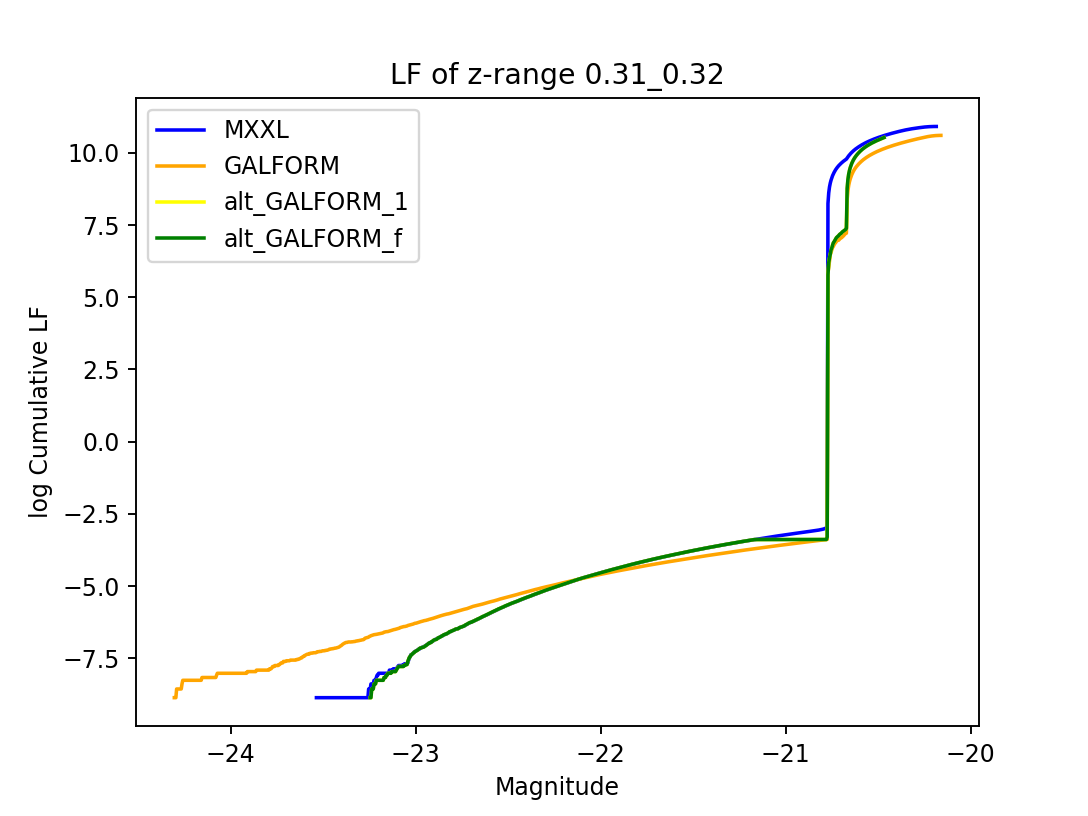 LF of z-range 0.31_0.32
MXXL
GALFORM
alt_GALFORM_1
alt_GALFORM_f
10.0
7.5
5.0
2.5
0.0
−2.5
−5.0
−7.5
log Cumulative LF
−24
−23
−22
−21
−20
Magnitude